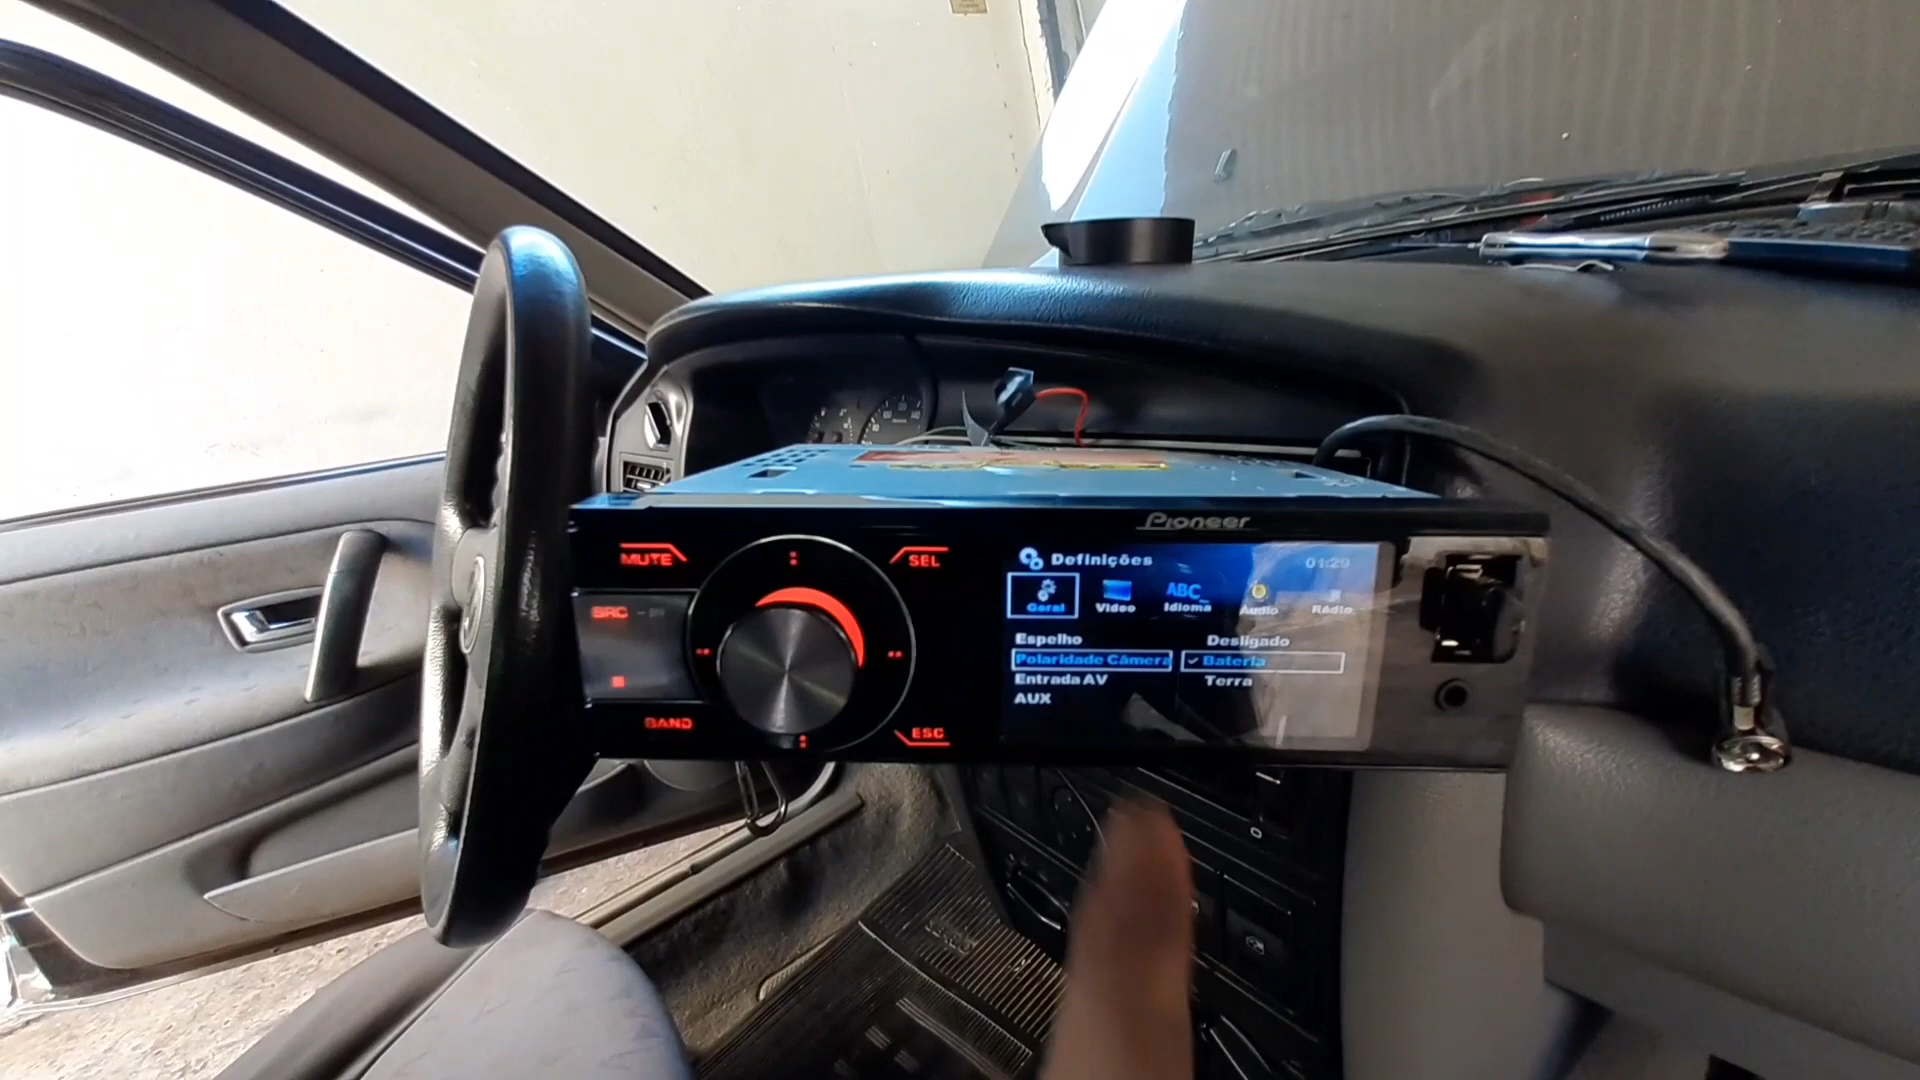 Pioneer
MUTE
SEL
SRC
BAND
ESC
Definições
01:29
Geral
Video
ABC
Idioma
Áudio
RÁdio
Espelho
Desligado
Polaridade Câmera
Bateria
Entrada AV
Terra
AUX